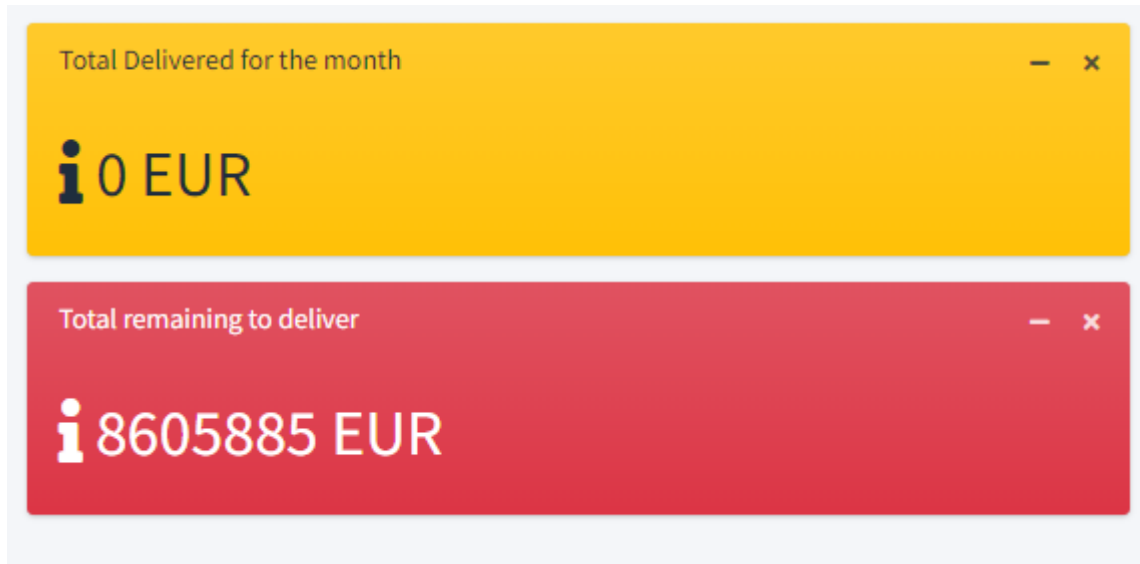 Total Delivered for the month
0 EUR
Total remaining to deliver
8605885 EUR